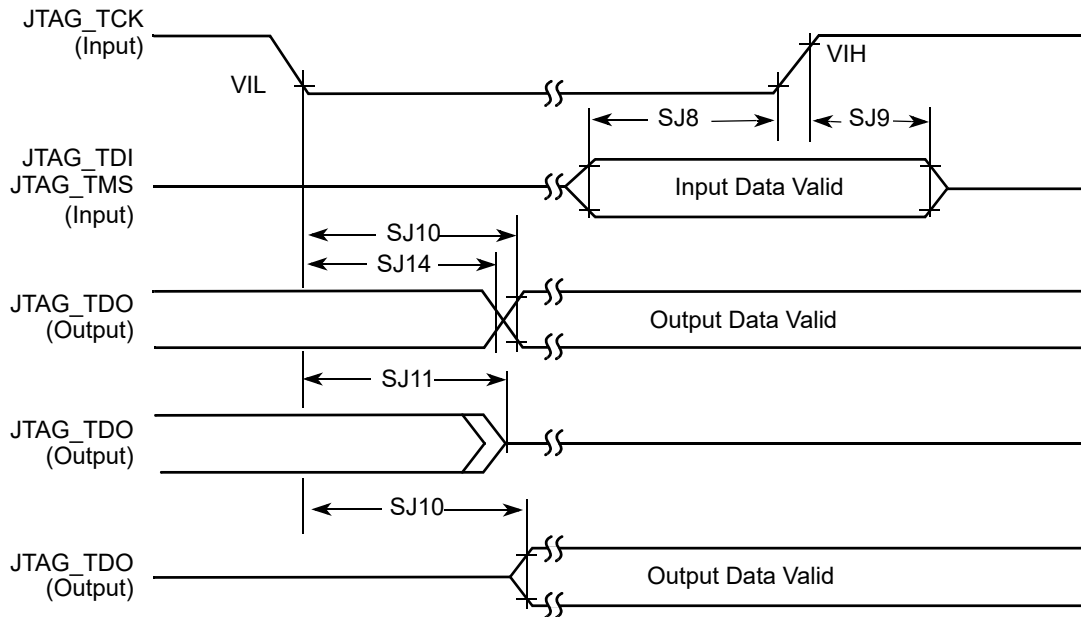 JTAG_TCK
(Input)
VIL
VIH
SJ8
SJ9
JTAG_TDI
JTAG_TMS
(Input)
Input Data Valid
SJ10
SJ14
JTAG_TDO
(Output)
Output Data Valid
SJ11
JTAG_TDO
(Output)
SJ10
JTAG_TDO
(Output)
Output Data Valid